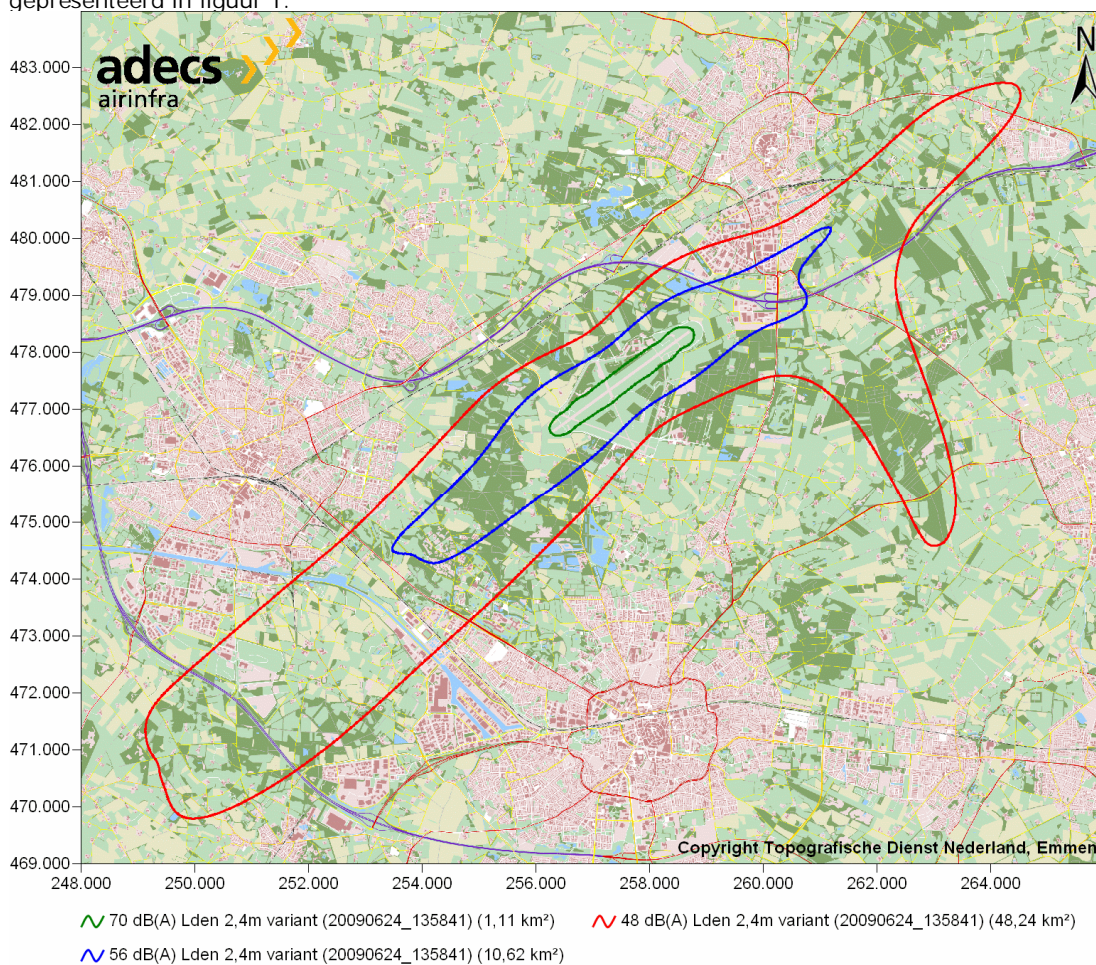 gepresenteerd in figuur 1.
adecs
airinfra
N
483.000
482.000
481.000
480.000
479.000
478.000
477.000
476.000
475.000
474.000
473.000
472.000
471.000
470.000
469.000
Copyright Topografische Dienst Nederland, Emmen
248.000 250.000 252.000 254.000 256.000 258.000 260.000 262.000 264.000
70 dB(A) Lden 2,4m variant (20090624_135841) (1,11 km²) 48 dB(A) Lden 2,4m variant (20090624_135841) (48,24 km²)
56 dB(A) Lden 2,4m variant (20090624_135841) (10,62 km²)